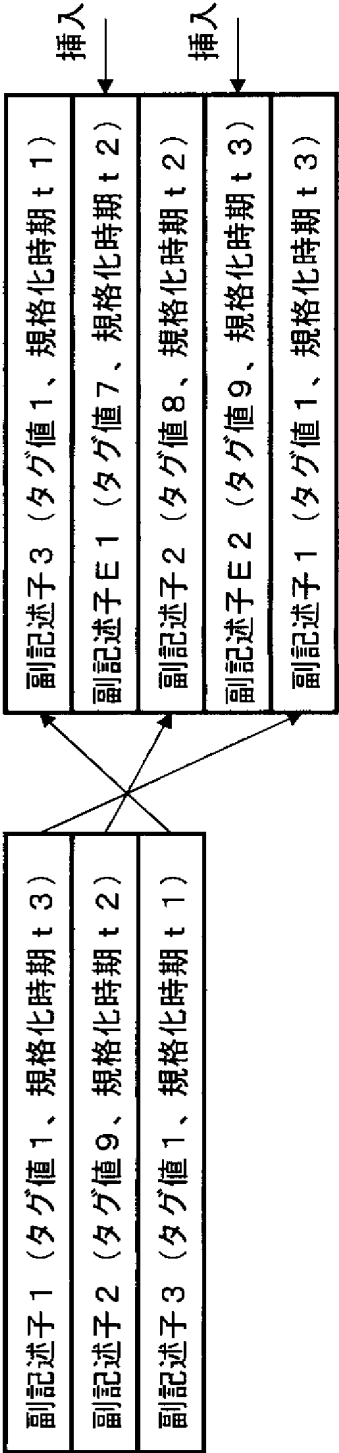 副記述子1(タグ値1、規格化時期t3)
副記述子2(タグ値9、規格化時期t2)
副記述子3(タグ値1、規格化時期t1)
副記述子3(タグ値1、規格化時期t1)
副記述子E1(タグ値7、規格化時期t2)
挿入
副記述子2(タグ値8、規格化時期t2)
副記述子E2(タグ値9、規格化時期t3)
挿入
副記述子1(タグ値1、規格化時期t3)